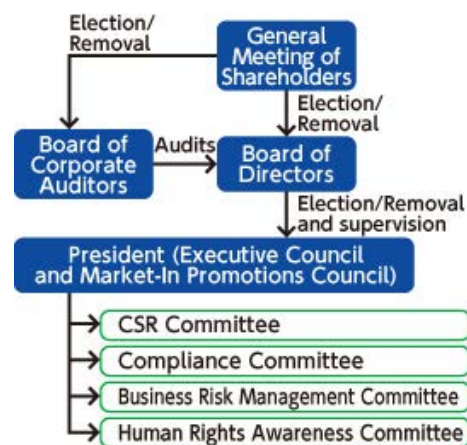 Election/
Removal
General
Meeting of
Shareholders
Election/
Removal
Board of
Corporate
Auditors
Audits
Board of
Directors
Election/Removal
and supervision
President (Executive Council
and Market-In Promotions Council)
CSR Committee
Compliance Committee
Business Risk Management Committee
Human Rights Awareness Committee